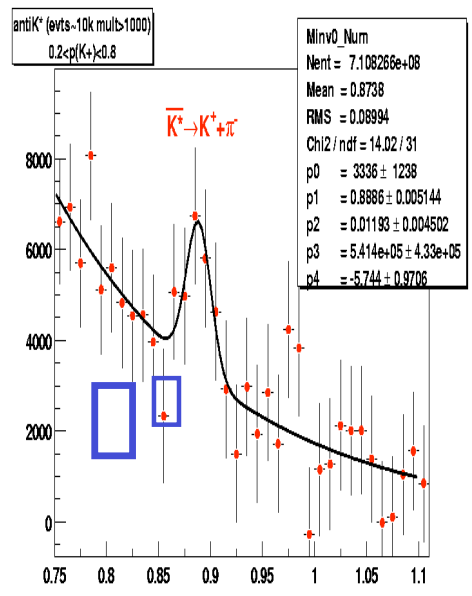 antiK* (evts~10k mult>1000)
0.2<p(K+)<0.8
Minv0_Num
Nent = 7.108266e+08
Mean = 0.8738
RMS = 0.08994
Chi2 / ndf = 14.02 / 31
p0 = 3336 ± 1238
p1 = 0.8886 ± 0.005144
p2 = 0.01193 ± 0.004502
p3 = 5.414e+05 ± 4.33e+05
p4 = -5.744 ± 0.9706
K* → K⁺+π⁻
8000
6000
4000
2000
0
0.75 0.8 0.85 0.9 0.95 1 1.05 1.1